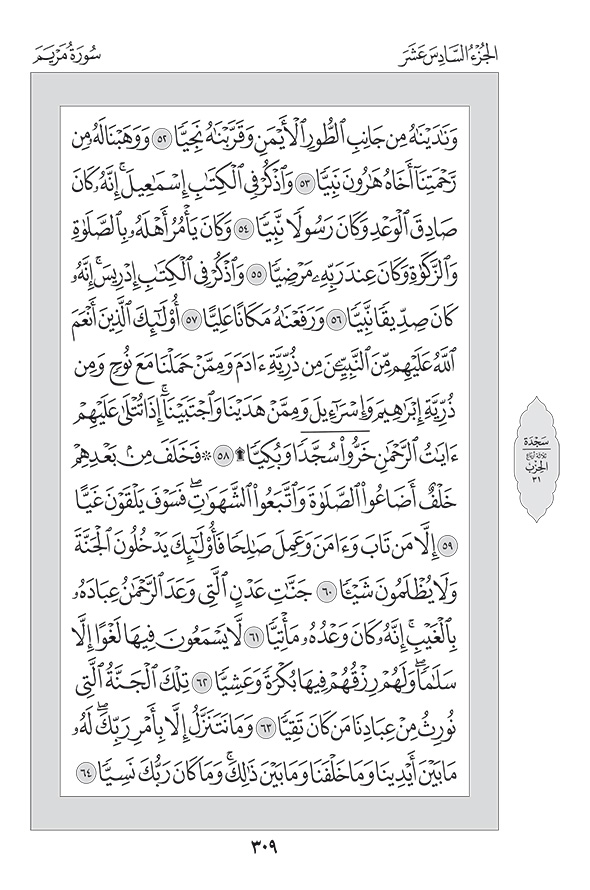 الجُزْءُ السَّادِسَ عَشَرَ
سُورَةُ مَرْيَمَ
وَنَٰدَيْنَٰهُ مِن جَانِبِ ٱلطُّورِ ٱلْأَيْمَنِ وَقَرَّبْنَٰهُ نَجِيًّا ٥٢ وَوَهَبْنَا لَهُۥ مِن
رَّحْمَتِنَآ أَخَاهُ هَٰرُونَ نَبِيًّا ٥٣ وَٱذْكُرْ فِى ٱلْكِتَٰبِ إِسْمَٰعِيلَ ۚ إِنَّهُۥ كَانَ
صَادِقَ ٱلْوَعْدِ وَكَانَ رَسُولًا نَّبِيًّا ٥٤ وَكَانَ يَأْمُرُ أَهْلَهُۥ بِٱلصَّلَوٰةِ
وَٱلزَّكَوٰةِ وَكَانَ عِندَ رَبِّهِۦ مَرْضِيًّا ٥٥ وَٱذْكُرْ فِى ٱلْكِتَٰبِ إِدْرِيسَ ۚ إِنَّهُۥ
كَانَ صِدِّيقًا نَّبِيًّا ٥٦ وَرَفَعْنَٰهُ مَكَانًا عَلِيًّا ٥٧ أُو۟لَٰٓئِكَ ٱلَّذِينَ أَنْعَمَ
ٱللَّهُ عَلَيْهِم مِّنَ ٱلنَّبِيِّۦنَ مِن ذُرِّيَّةِ ءَادَمَ وَمِمَّنْ حَمَلْنَا مَعَ نُوحٍ وَمِن
ذُرِّيَّةِ إِبْرَٰهِيمَ وَإِسْرَٰٓءِيلَ وَمِمَّنْ هَدَيْنَا وَٱجْتَبَيْنَآ ۚ إِذَا تُتْلَىٰ عَلَيْهِمْ
ءَايَٰتُ ٱلرَّحْمَٰنِ خَرُّوا۟ سُجَّدًا وَبُكِيًّا ۩ ٥٨ * فَخَلَفَ مِنۢ بَعْدِهِمْ
خَلْفٌ أَضَاعُوا۟ ٱلصَّلَوٰةَ وَٱتَّبَعُوا۟ ٱلشَّهَوَٰتِ ۖ فَسَوْفَ يَلْقَوْنَ غَيًّا
٥٩ إِلَّا مَن تَابَ وَءَامَنَ وَعَمِلَ صَٰلِحًا فَأُو۟لَٰٓئِكَ يَدْخُلُونَ ٱلْجَنَّةَ
وَلَا يُظْلَمُونَ شَيْـًٔا ٦٠ جَنَّٰتِ عَدْنٍ ٱلَّتِى وَعَدَ ٱلرَّحْمَٰنُ عِبَادَهُۥ
بِٱلْغَيْبِ ۚ إِنَّهُۥ كَانَ وَعْدُهُۥ مَأْتِيًّا ٦١ لَّا يَسْمَعُونَ فِيهَا لَغْوًا إِلَّا
سَلَٰمًا ۖ وَلَهُمْ رِزْقُهُمْ فِيهَا بُكْرَةً وَعَشِيًّا ٦٢ تِلْكَ ٱلْجَنَّةُ ٱلَّتِى
نُورِثُ مِنْ عِبَادِنَا مَن كَانَ تَقِيًّا ٦٣ وَمَا نَتَنَزَّلُ إِلَّا بِأَمْرِ رَبِّكَ ۖ لَهُۥ
مَا بَيْنَ أَيْدِينَا وَمَا خَلْفَنَا وَمَا بَيْنَ ذَٰلِكَ ۚ وَمَا كَانَ رَبُّكَ نَسِيًّا ٦٤
سَجْدَة
ثلاثة أرباع
الحِزْب
٣١
٣٠٩